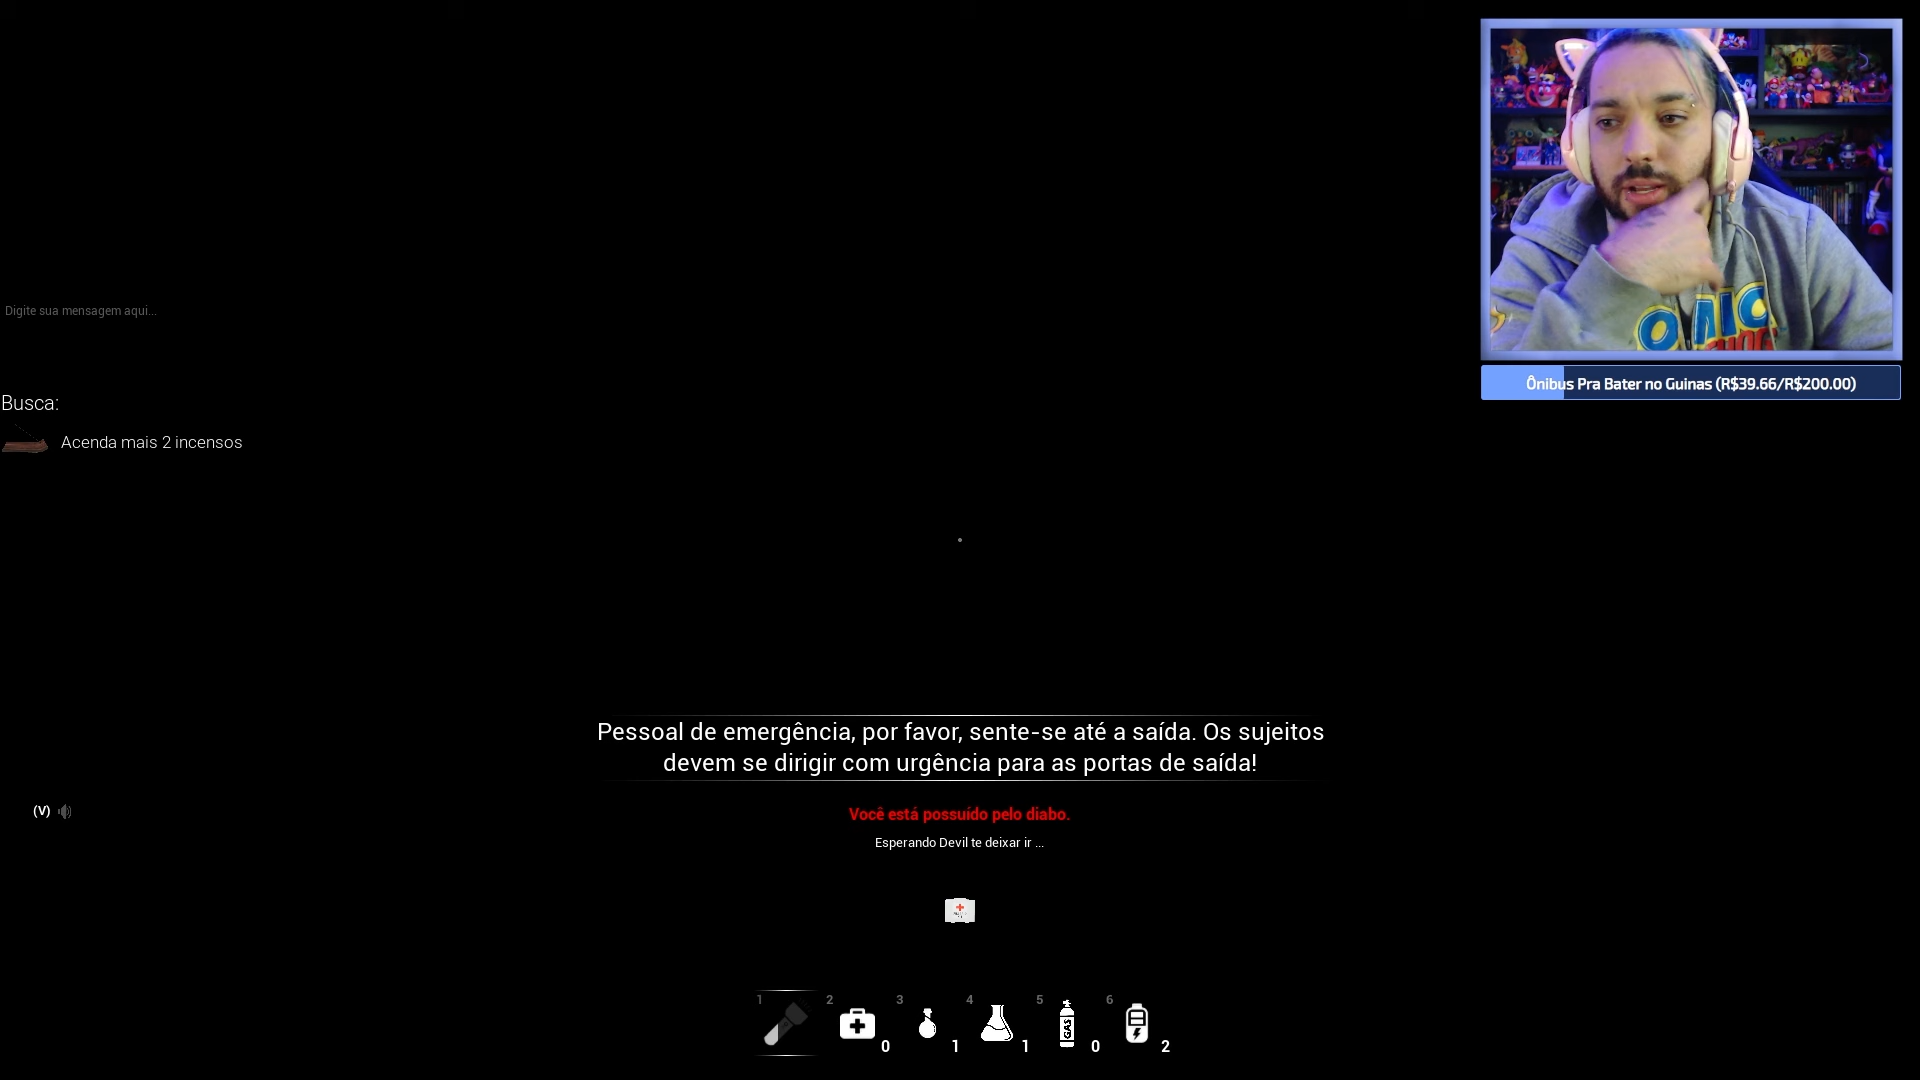 Digite sua mensagem aqui...
Busca:
Acenda mais 2 incensos
Ônibus Pra Bater no Guinas (R$39.66/R$200.00)
Pessoal de emergência, por favor, sente-se até a saída. Os sujeitos
devem se dirigir com urgência para as portas de saída!
(V)
Você está possuído pelo diabo.
Esperando Devil te deixar ir ...
1 2 3 4 5 6
GAS
0 1 1 0 2